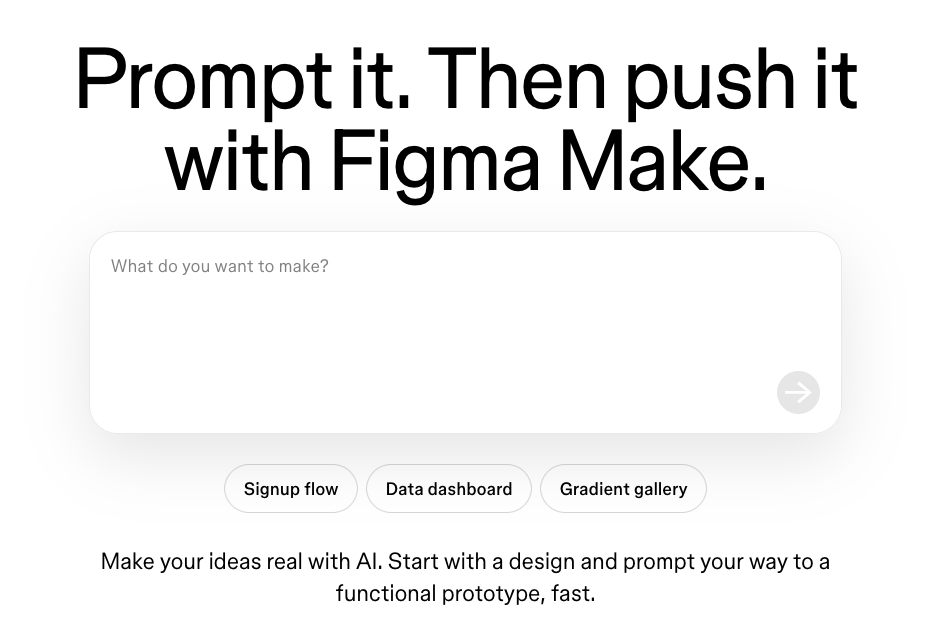 Prompt it. Then push it
with Figma Make.
What do you want to make?
Signup flow
Data dashboard
Gradient gallery
Make your ideas real with AI. Start with a design and prompt your way to a
functional prototype, fast.